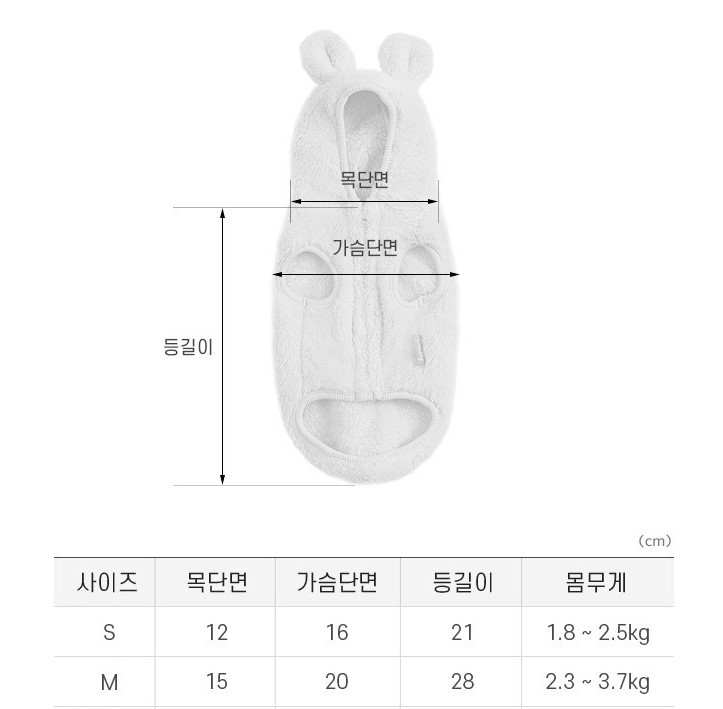 목단면
가슴단면
등길이
(cm)
사이즈 목단면 가슴단면 등길이 몸무게
S 12 16 21 1.8 ~ 2.5kg
M 15 20 28 2.3 ~ 3.7kg